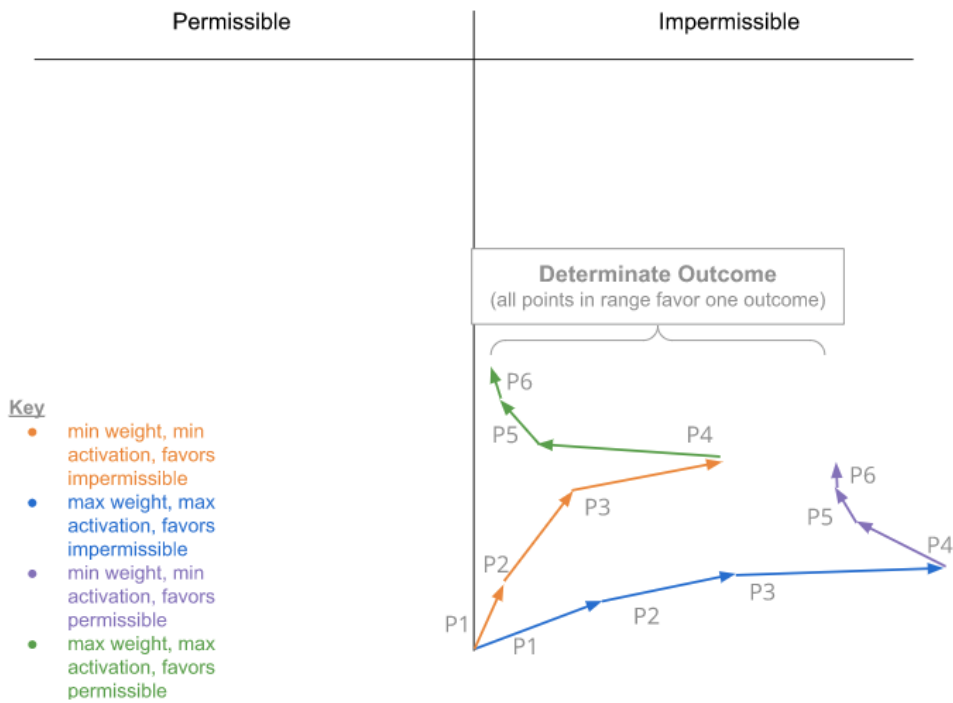 Permissible
Impermissible
Determinate Outcome
(all points in range favor one outcome)
P6
P5
P4
P3
P2
P1
P6
P5
P4
P3
P2
P1
Key
● min weight, min
activation, favors
impermissible
● max weight, max
activation, favors
impermissible
● min weight, min
activation, favors
permissible
● max weight, max
activation, favors
permissible